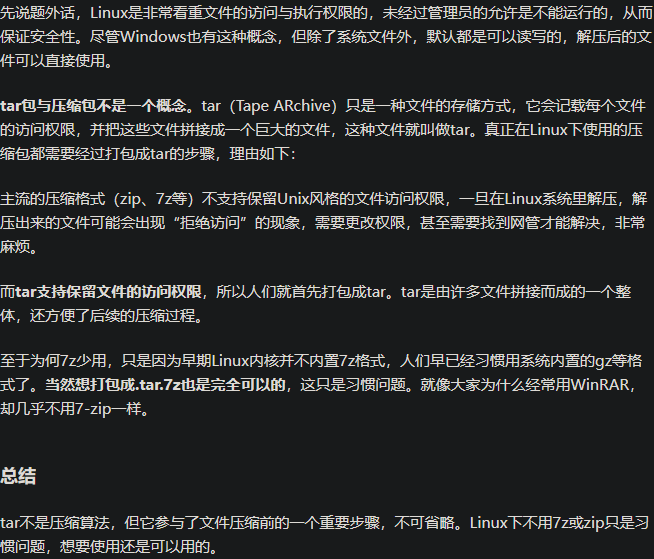 先说题外话，Linux是非常看重文件的访问与执行权限的，未经过管理员的允许是不能运行的，从而
保证安全性。尽管Windows也有这种概念，但除了系统文件外，默认都是可以读写的，解压后的文
件可以直接使用。
tar包与压缩包不是一个概念。tar（Tape ARchive）只是一种文件的存储方式，它会记载每个文件
的访问权限，并把这些文件拼接成一个巨大的文件，这种文件就叫做tar。真正在Linux下使用的压
缩包都需要经过打包成tar的步骤，理由如下：
主流的压缩格式（zip、7z等）不支持保留Unix风格的文件访问权限，一旦在Linux系统里解压，解
压出来的文件可能会出现“拒绝访问”的现象，需要更改权限，甚至需要找到网管才能解决，非常
麻烦。
而tar支持保留文件的访问权限，所以人们就首先打包成tar。tar是由许多文件拼接而成的一个整
体，还方便了后续的压缩过程。
至于为何7z少用，只是因为早期Linux内核并不内置7z格式，人们早已经习惯用系统内置的gz等格
式了。当然想打包成.tar.7z也是完全可以的，这只是习惯问题。就像大家为什么经常用WinRAR，
却几乎不用7-zip一样。
总结
tar不是压缩算法，但它参与了文件压缩前的一个重要步骤，不可省略。Linux下不用7z或zip只是习
惯问题，想要使用还是可以用的。